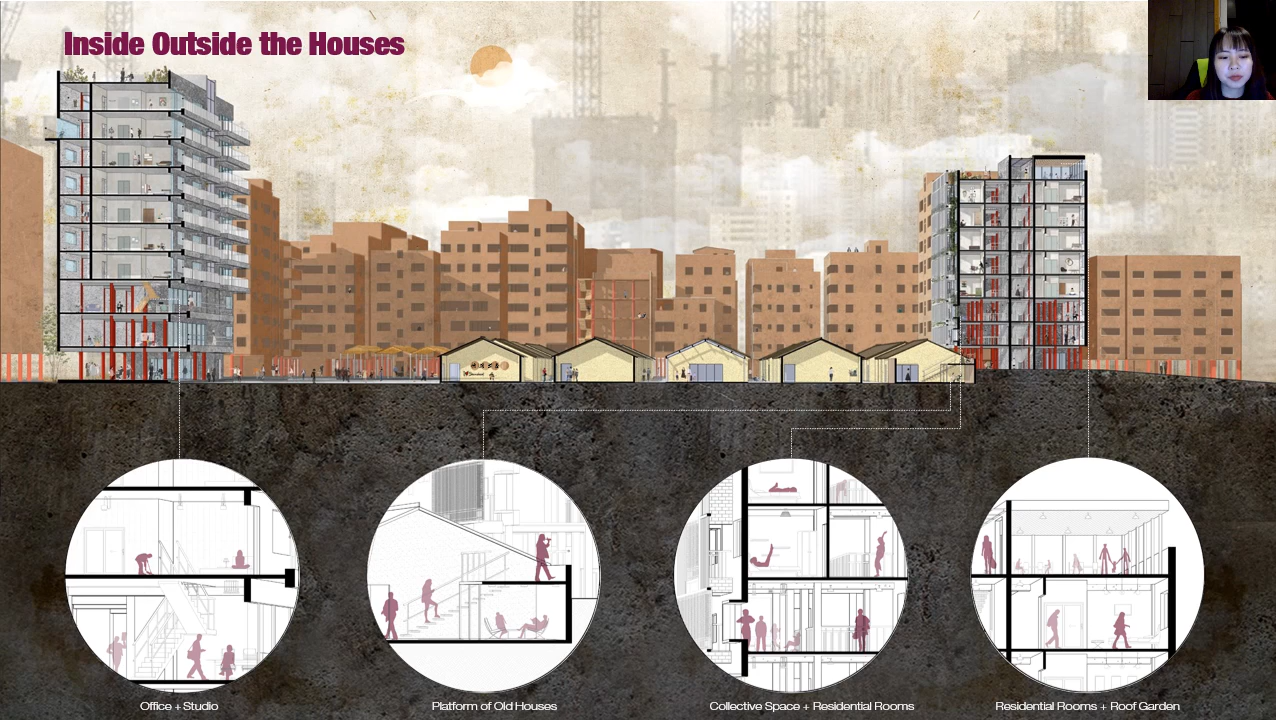 Inside Outside the Houses
Office + Studio
Platform of Old Houses
Collective Space + Residential Rooms
Residential Rooms + Roof Garden